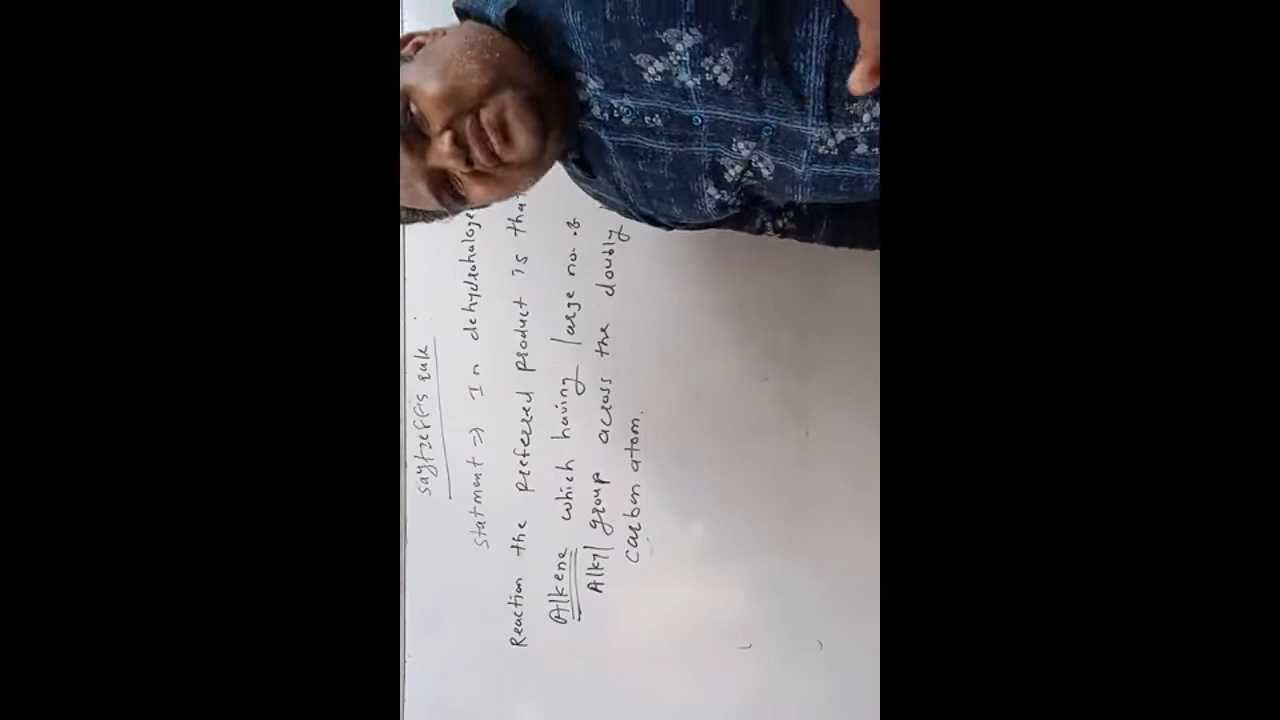 saytzeff's rule
Statment => In dehydrohaloge
Reaction the preferred product is that
Alkene which having large no. of
Alkyl group across the doubly
carbon atom.